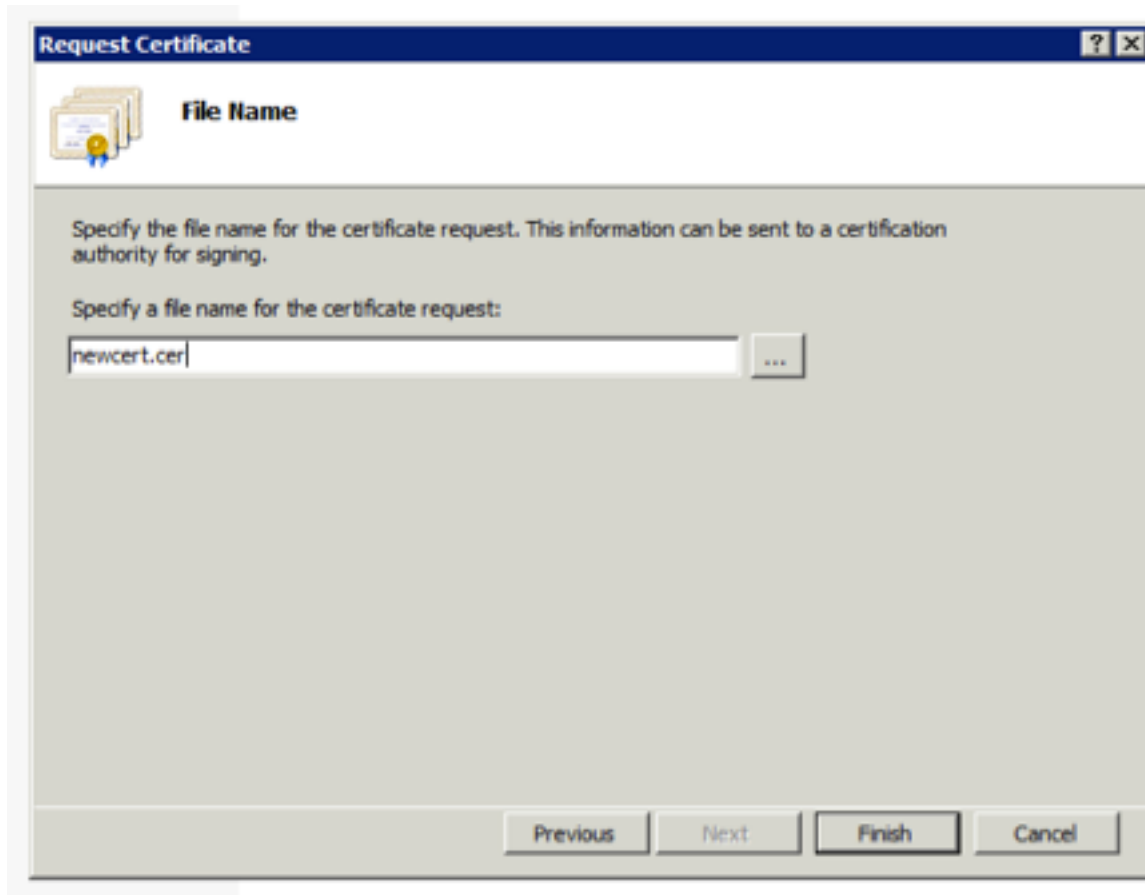 Request Certificate
?
File Name
Specify the file name for the certificate request. This information can be sent to a certification
authority for signing.
Specify a file name for the certificate request:
newcert.cer
...
Previous
Next
Finish
Cancel